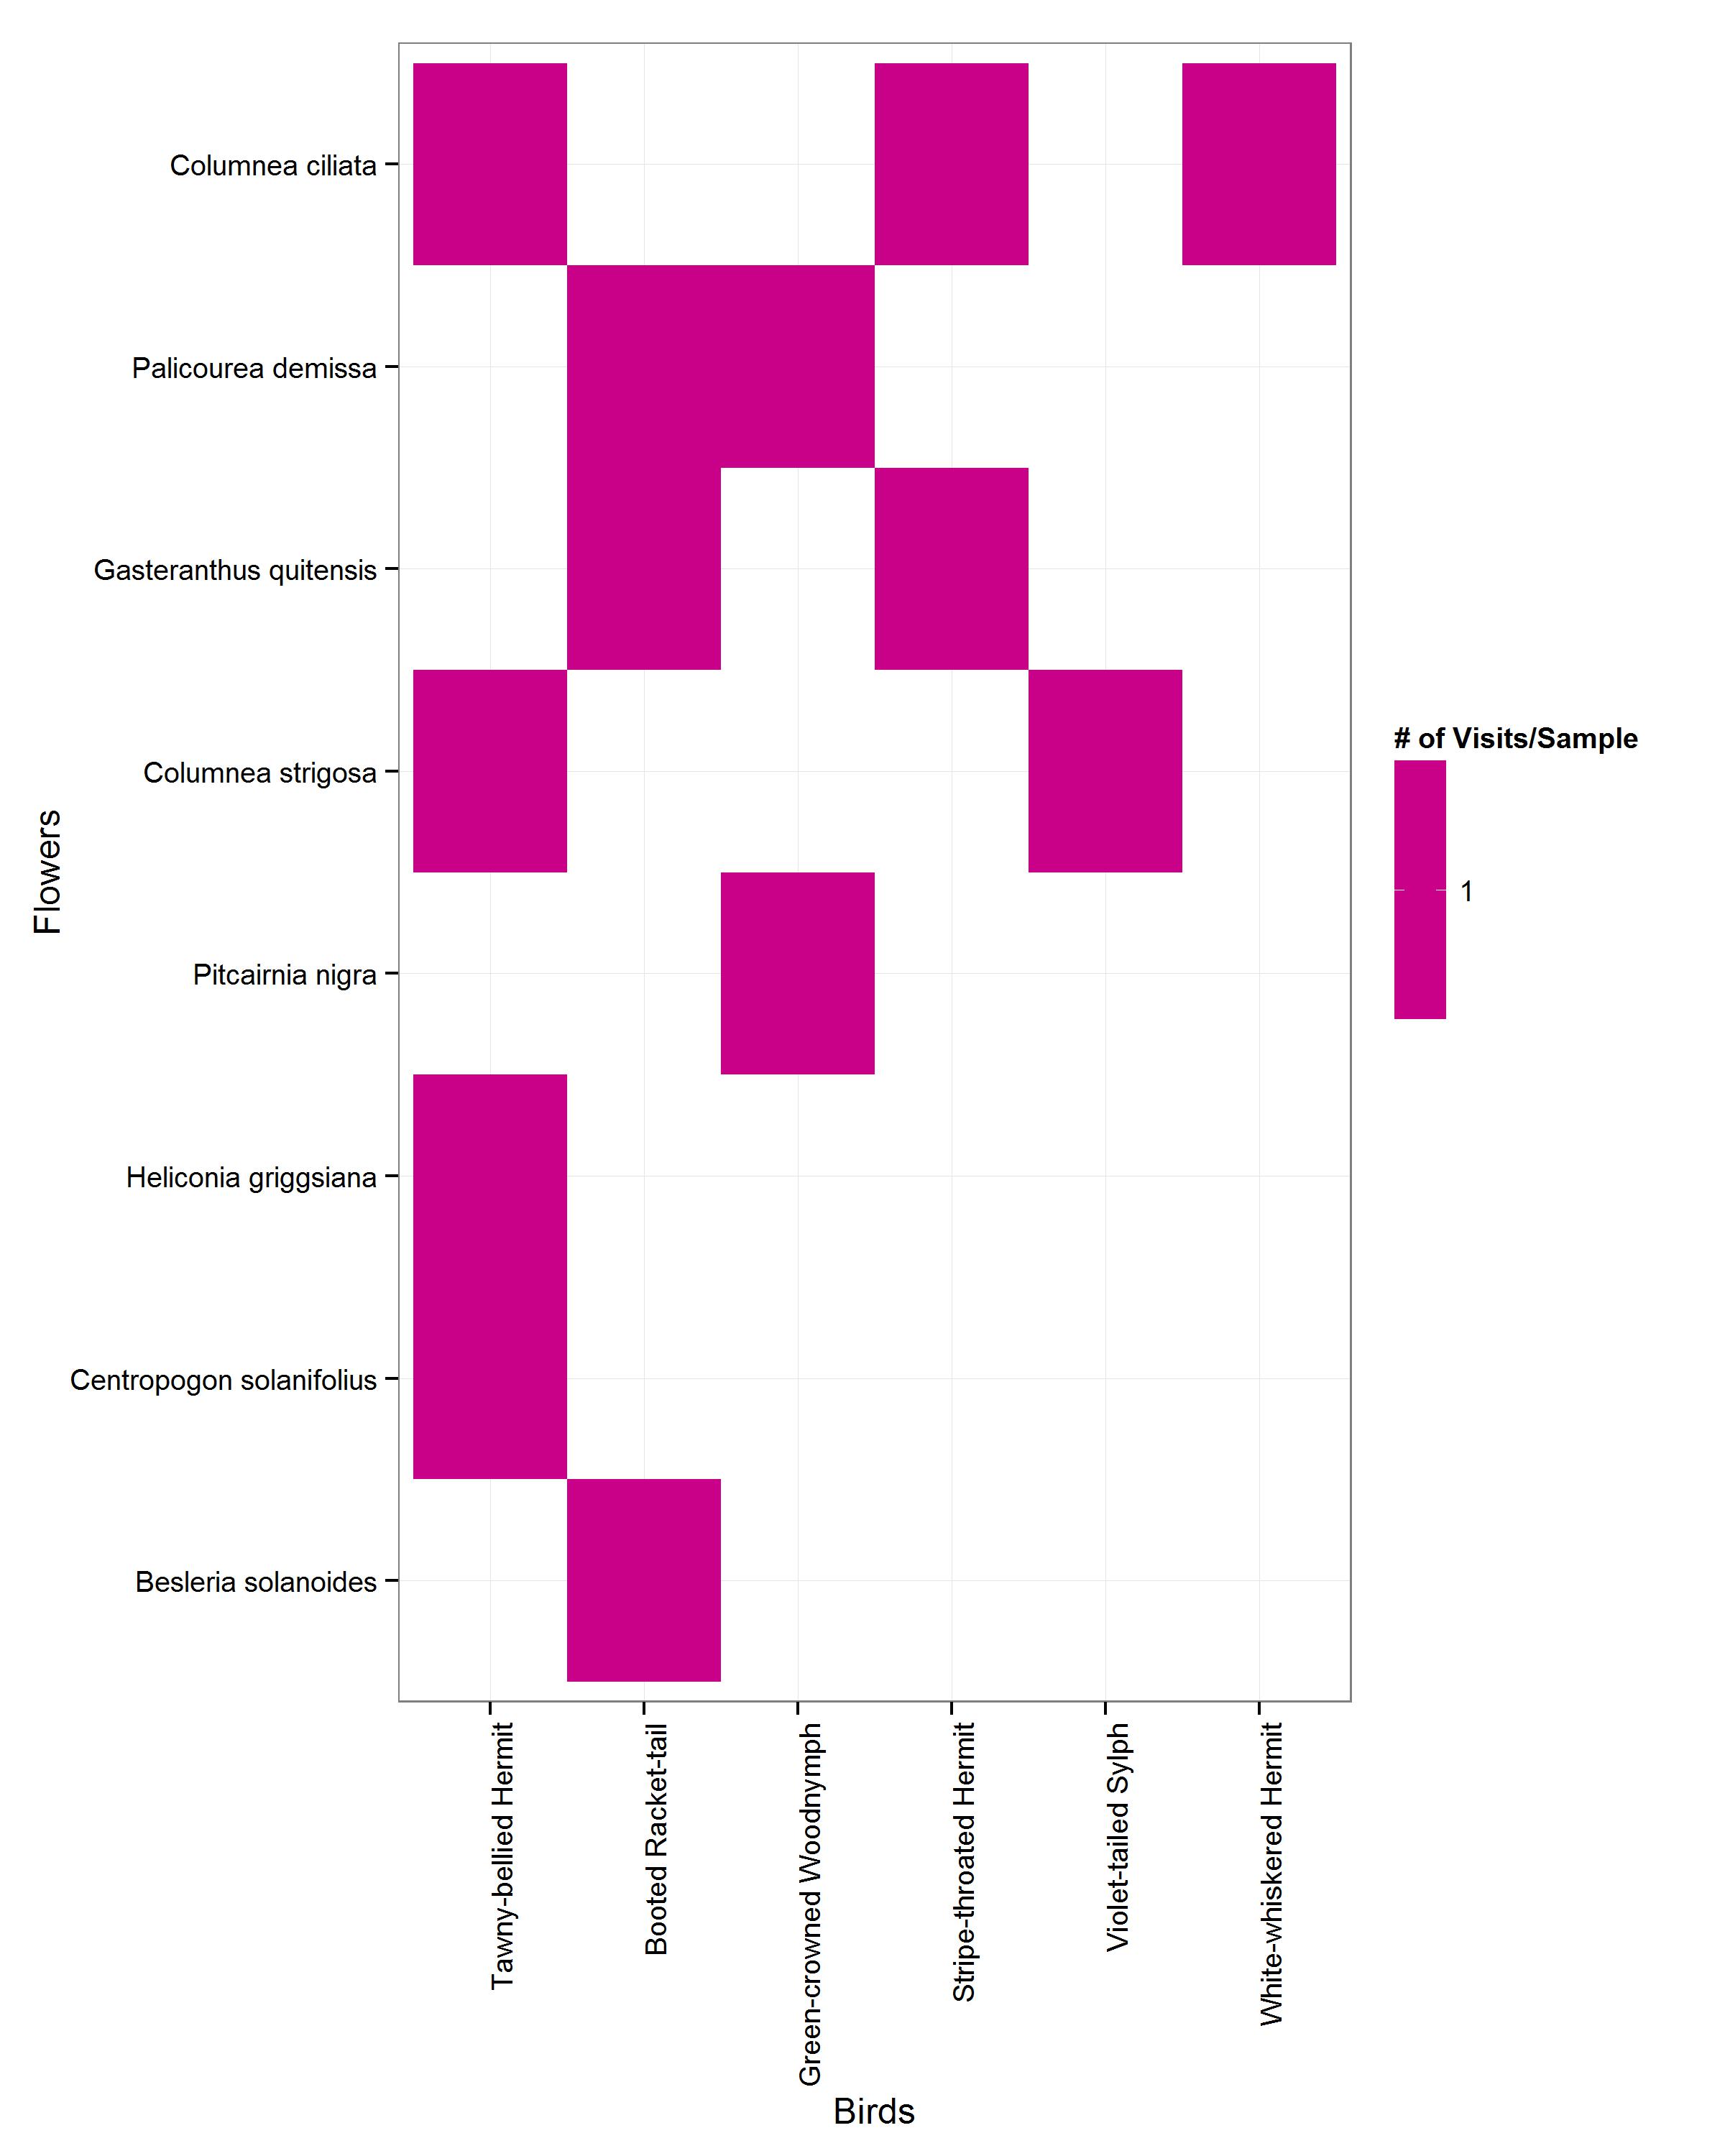 Columnea ciliata
Palicourea demissa
Gasteranthus quitensis
Columnea strigosa
Pitcairnia nigra
Heliconia griggsiana
Centropogon solanifolius
Besleria solanoides
Flowers
# of Visits/Sample
1
Tawny-bellied Hermit
Booted Racket-tail
Green-crowned Woodnymph
Stripe-throated Hermit
Violet-tailed Sylph
White-whiskered Hermit
Birds